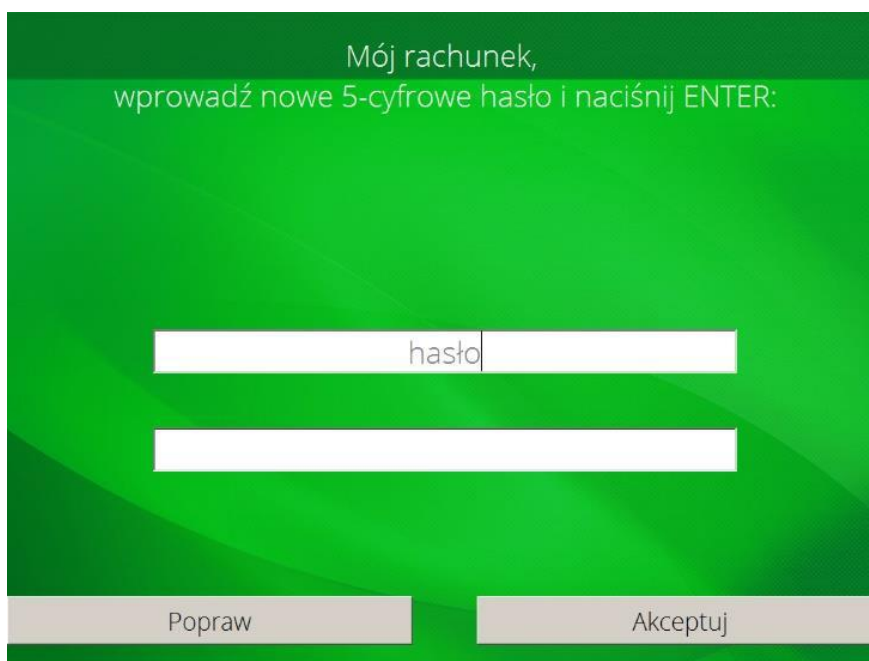 Mój rachunek,
wprowadź nowe 5-cyfrowe hasło i naciśnij ENTER:
hasło
Popraw
Akceptuj